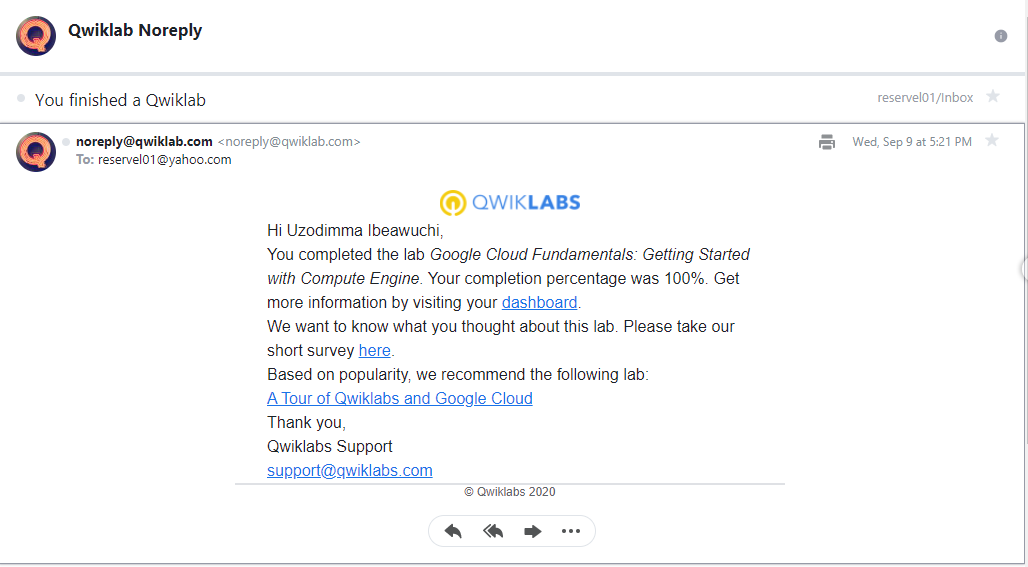 Qwiklab Noreply
You finished a Qwiklab
reservel01/Inbox
noreply@qwiklab.com <noreply@qwiklab.com>
Wed, Sep 9 at 5:21 PM
To: reservel01@yahoo.com
QWIKLABS
Hi Uzodimma Ibeawuchi,
You completed the lab Google Cloud Fundamentals: Getting Started
with Compute Engine. Your completion percentage was 100%. Get
more information by visiting your dashboard.
We want to know what you thought about this lab. Please take our
short survey here.
Based on popularity, we recommend the following lab:
A Tour of Qwiklabs and Google Cloud
Thank you,
Qwiklabs Support
support@qwiklabs.com
© Qwiklabs 2020